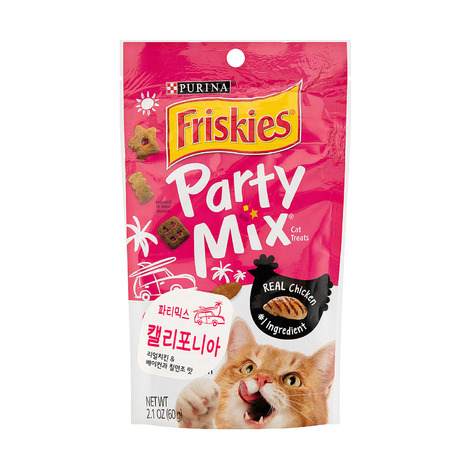 PURINA
Friskies
Party
Mix®
Cat
Treats
REAL Chicken
#1 Ingredient
파티믹스
캘리포니아
리얼치킨 &
베이컨과 칠면조 맛
NET WT
2.1 OZ (60g)